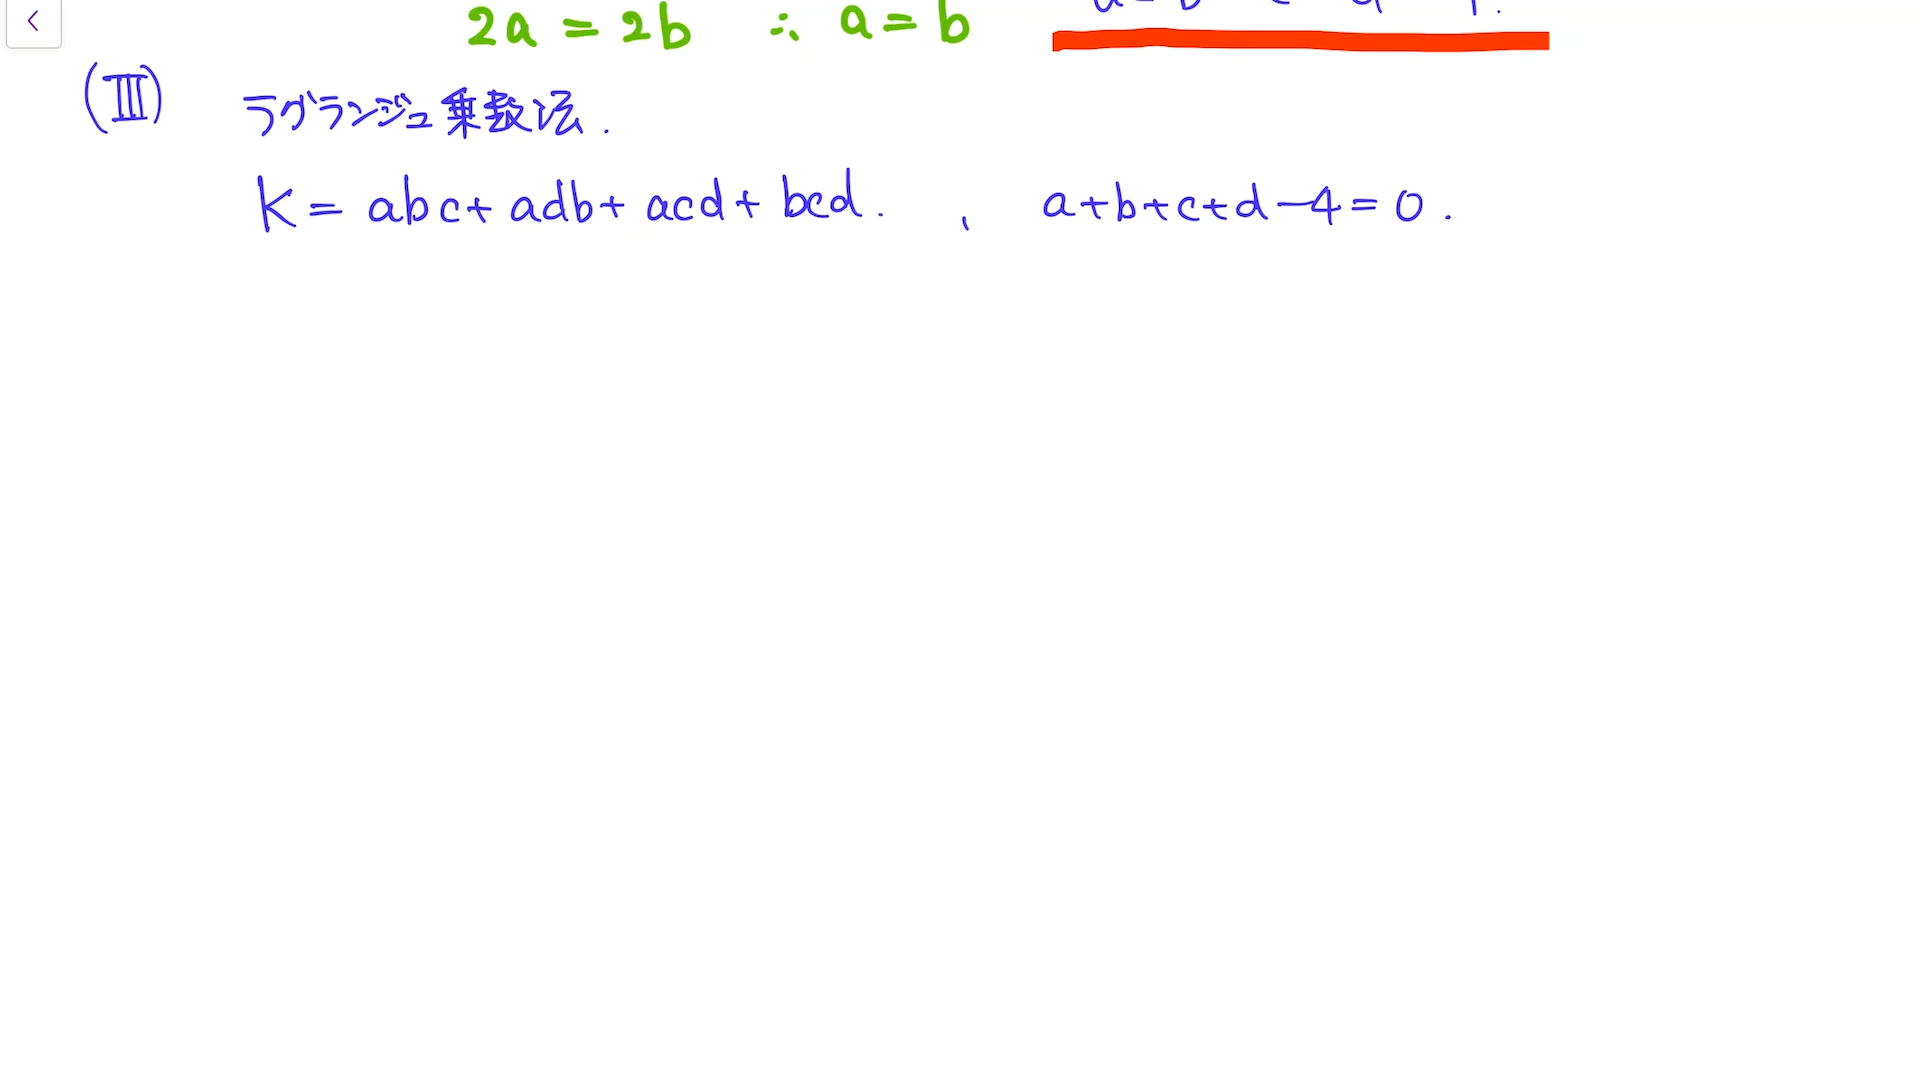 2a = 2b ∴ a = b
(III) ラグランジュ乗数法.
K = abc + adb + acd + bcd. , a+b+c+d-4=0.